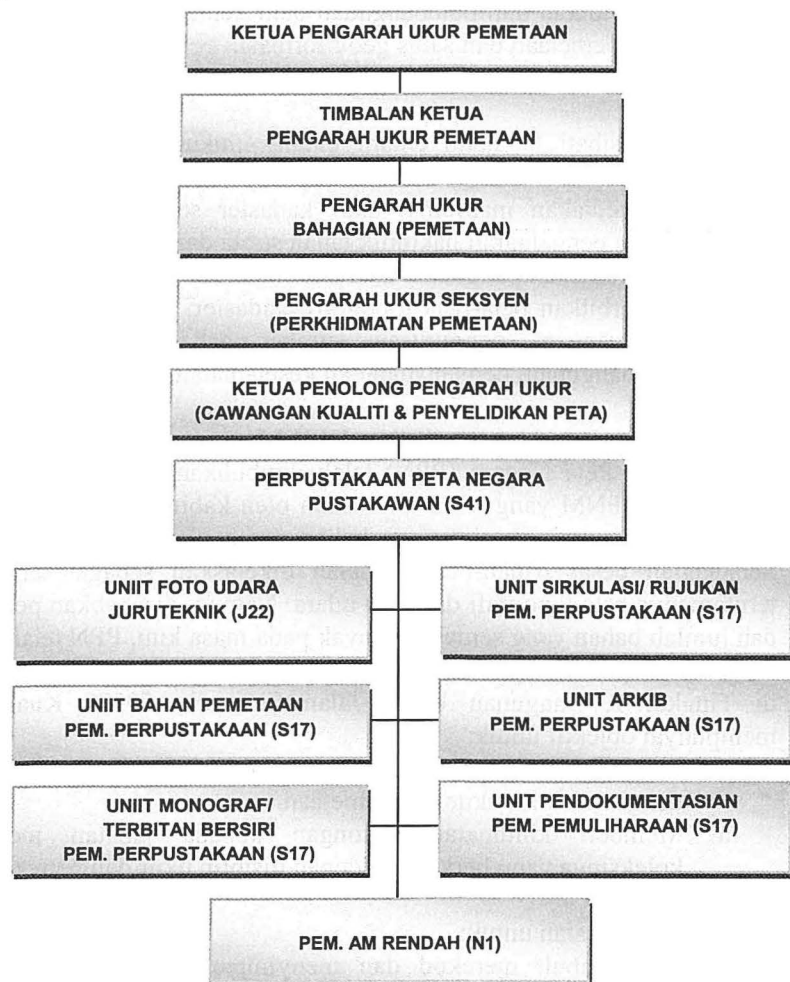 KETUA PENGARAH UKUR PEMETAAN
TIMBALAN KETUA
PENGARAH UKUR PEMETAAN
PENGARAH UKUR
BAHAGIAN (PEMETAAN)
PENGARAH UKUR SEKSYEN
(PERKHIDMATAN PEMETAAN)
KETUA PENOLONG PENGARAH UKUR
(CAWANGAN KUALITI & PENYELIDIKAN PETA)
PERPUSTAKAAN PETA NEGARA
PUSTAKAWAN (S41)
UNIIT FOTO UDARA
JURUTEKNIK (J22)
UNIT SIRKULASI/ RUJUKAN
PEM. PERPUSTAKAAN (S17)
UNIIT BAHAN PEMETAAN
PEM. PERPUSTAKAAN (S17)
UNIT ARKIB
PEM. PERPUSTAKAAN (S17)
UNIIT MONOGRAF/
TERBITAN BERSIRI
PEM. PERPUSTAKAAN (S17)
UNIT PENDOKUMENTASIAN
PEM. PEMULIHARAAN (S17)
PEM. AM RENDAH (N1)